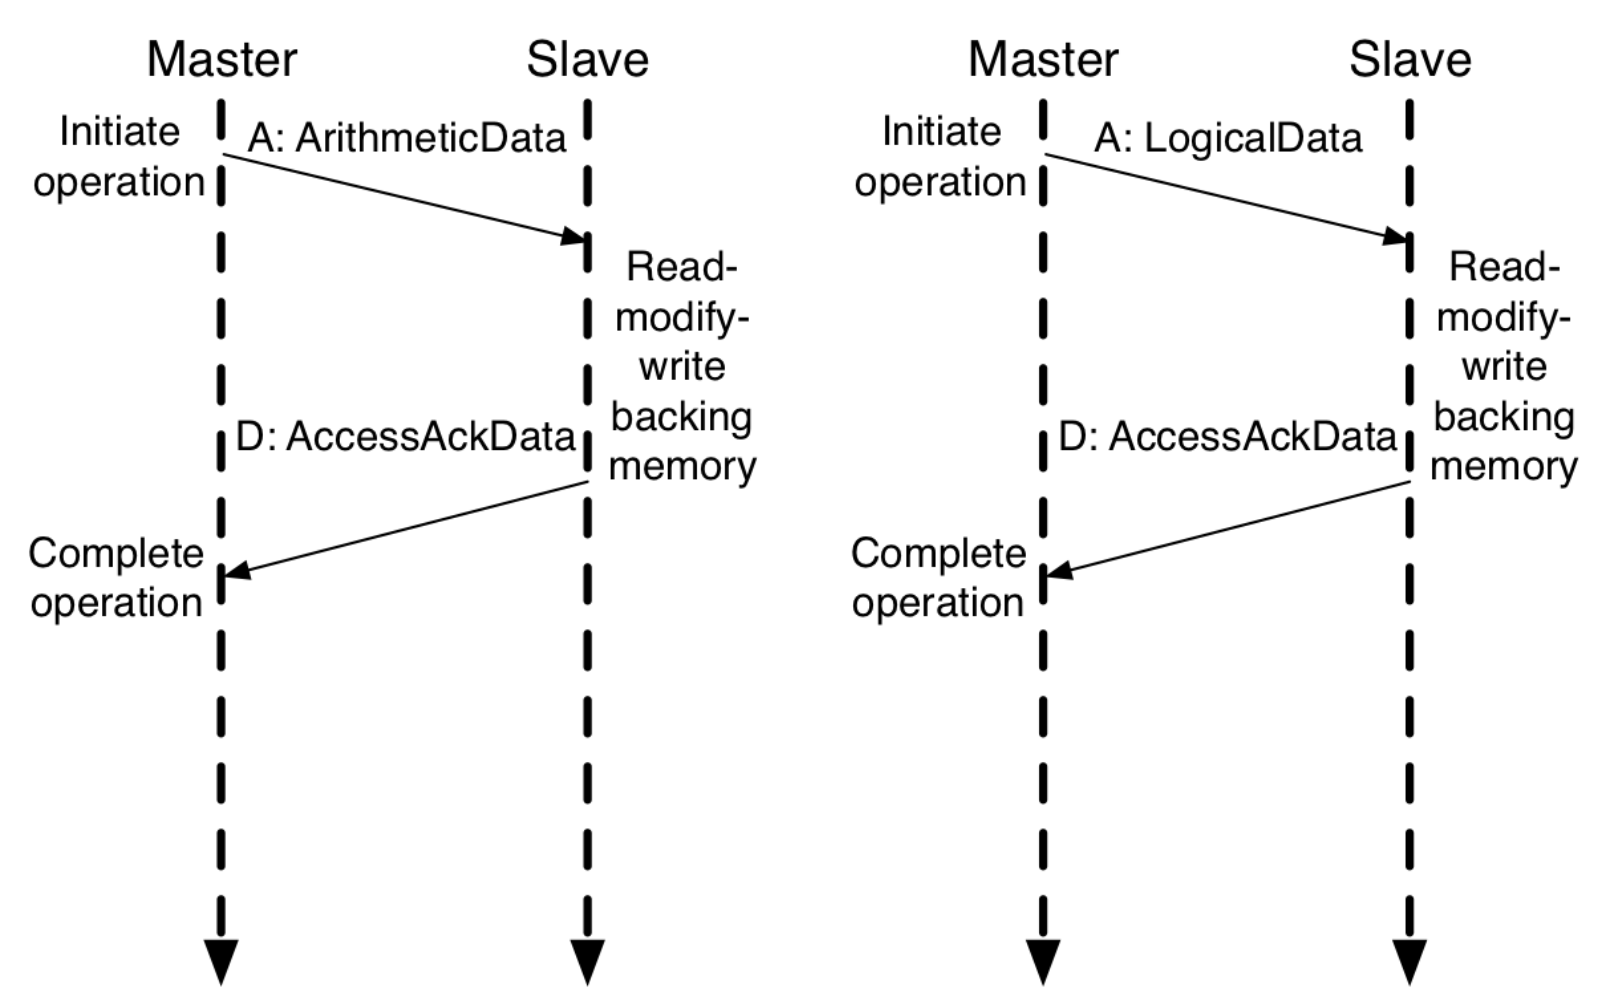 Master
Slave
Initiate
operation
A: ArithmeticData
Read-
modify-
write
backing
memory
D: AccessAckData
Complete
operation
Master
Slave
Initiate
operation
A: LogicalData
Read-
modify-
write
backing
memory
D: AccessAckData
Complete
operation